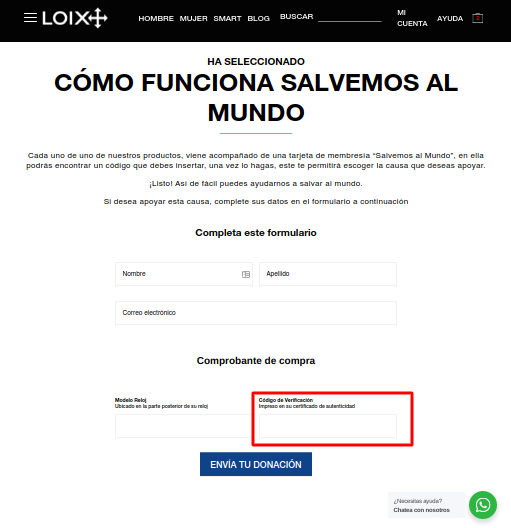 LOIX
HOMBRE MUJER SMART BLOG BUSCAR MI CUENTA AYUDA
HA SELECCIONADO
CÓMO FUNCIONA SALVEMOS AL
MUNDO
Cada uno de uno de nuestros productos, viene acompañado de una tarjeta de membresía “Salvemos al Mundo”, en ella
podrás encontrar un código que debes insertar, una vez lo hagas, este te permitirá escoger la causa que deseas apoyar.
¡Listo! Así de fácil puedes ayudarnos a salvar al mundo.
Si desea apoyar esta causa, complete sus datos en el formulario a continuación
Completa este formulario
Nombre Apellido
Correo electrónico
Comprobante de compra
Modelo Reloj Código de Verificación
Ubicado en la parte posterior de su reloj Impreso en su certificado de autenticidad
ENVÍA TU DONACIÓN
¿Necesitas ayuda?
Chatea con nosotros